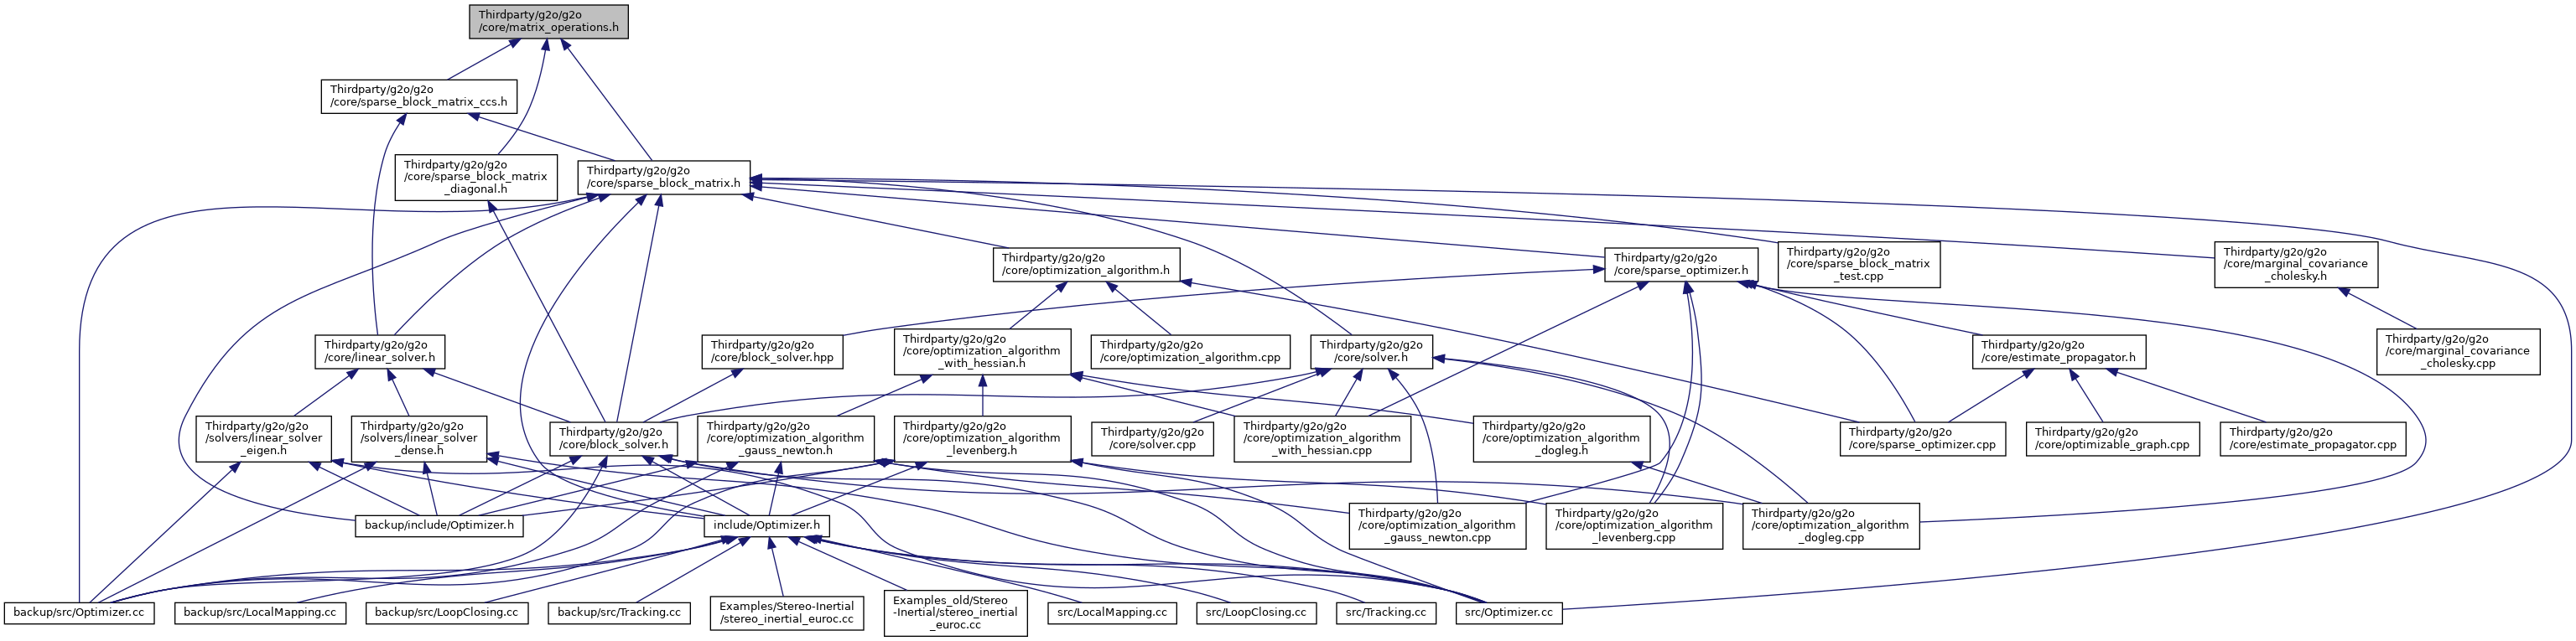 Thirdparty/g2o/g2o
/core/matrix_operations.h
Thirdparty/g2o/g2o
/core/sparse_block_matrix_ccs.h
Thirdparty/g2o/g2o
/core/sparse_block_matrix
_diagonal.h
Thirdparty/g2o/g2o
/core/sparse_block_matrix.h
Thirdparty/g2o/g2o
/core/optimization_algorithm.h
Thirdparty/g2o/g2o
/core/sparse_optimizer.h
Thirdparty/g2o/g2o
/core/sparse_block_matrix
_test.cpp
Thirdparty/g2o/g2o
/core/marginal_covariance
_cholesky.h
Thirdparty/g2o/g2o
/core/linear_solver.h
Thirdparty/g2o/g2o
/core/block_solver.hpp
Thirdparty/g2o/g2o
/core/optimization_algorithm
_with_hessian.h
Thirdparty/g2o/g2o
/core/optimization_algorithm.cpp
Thirdparty/g2o/g2o
/core/solver.h
Thirdparty/g2o/g2o
/core/estimate_propagator.h
Thirdparty/g2o/g2o
/core/marginal_covariance
_cholesky.cpp
Thirdparty/g2o/g2o
/solvers/linear_solver
_eigen.h
Thirdparty/g2o/g2o
/solvers/linear_solver
_dense.h
Thirdparty/g2o/g2o
/core/block_solver.h
Thirdparty/g2o/g2o
/core/optimization_algorithm
_gauss_newton.h
Thirdparty/g2o/g2o
/core/optimization_algorithm
_levenberg.h
Thirdparty/g2o/g2o
/core/solver.cpp
Thirdparty/g2o/g2o
/core/optimization_algorithm
_with_hessian.cpp
Thirdparty/g2o/g2o
/core/optimization_algorithm
_dogleg.h
Thirdparty/g2o/g2o
/core/sparse_optimizer.cpp
Thirdparty/g2o/g2o
/core/optimizable_graph.cpp
Thirdparty/g2o/g2o
/core/estimate_propagator.cpp
backup/include/Optimizer.h
include/Optimizer.h
Thirdparty/g2o/g2o
/core/optimization_algorithm
_gauss_newton.cpp
Thirdparty/g2o/g2o
/core/optimization_algorithm
_levenberg.cpp
Thirdparty/g2o/g2o
/core/optimization_algorithm
_dogleg.cpp
backup/src/Optimizer.cc
backup/src/LocalMapping.cc
backup/src/LoopClosing.cc
backup/src/Tracking.cc
Examples/Stereo-Inertial
/stereo_inertial_euroc.cc
Examples_old/Stereo
-Inertial/stereo_inertial
_euroc.cc
src/LocalMapping.cc
src/LoopClosing.cc
src/Tracking.cc
src/Optimizer.cc